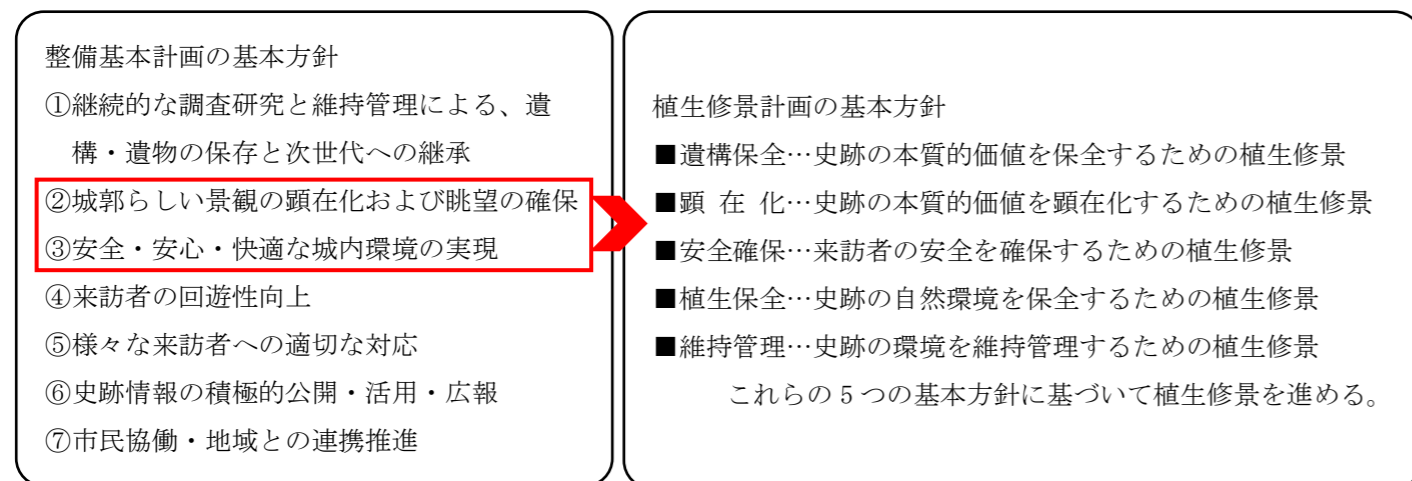 整備基本計画の基本方針
①継続的な調査研究と維持管理による、遺
構・遺物の保存と次世代への継承
②城郭らしい景観の顕在化および眺望の確保
③安全・安心・快適な城内環境の実現
④来訪者の回遊性向上
⑤様々な来訪者への適切な対応
⑥史跡情報の積極的公開・活用・広報
⑦市民協働・地域との連携推進
植生修景計画の基本方針
■遺構保全…史跡の本質的価値を保全するための植生修景
■顕 在 化…史跡の本質的価値を顕在化するための植生修景
■安全確保…来訪者の安全を確保するための植生修景
■植生保全…史跡の自然環境を保全するための植生修景
■維持管理…史跡の環境を維持管理するための植生修景
これらの 5 つの基本方針に基づいて植生修景を進める。